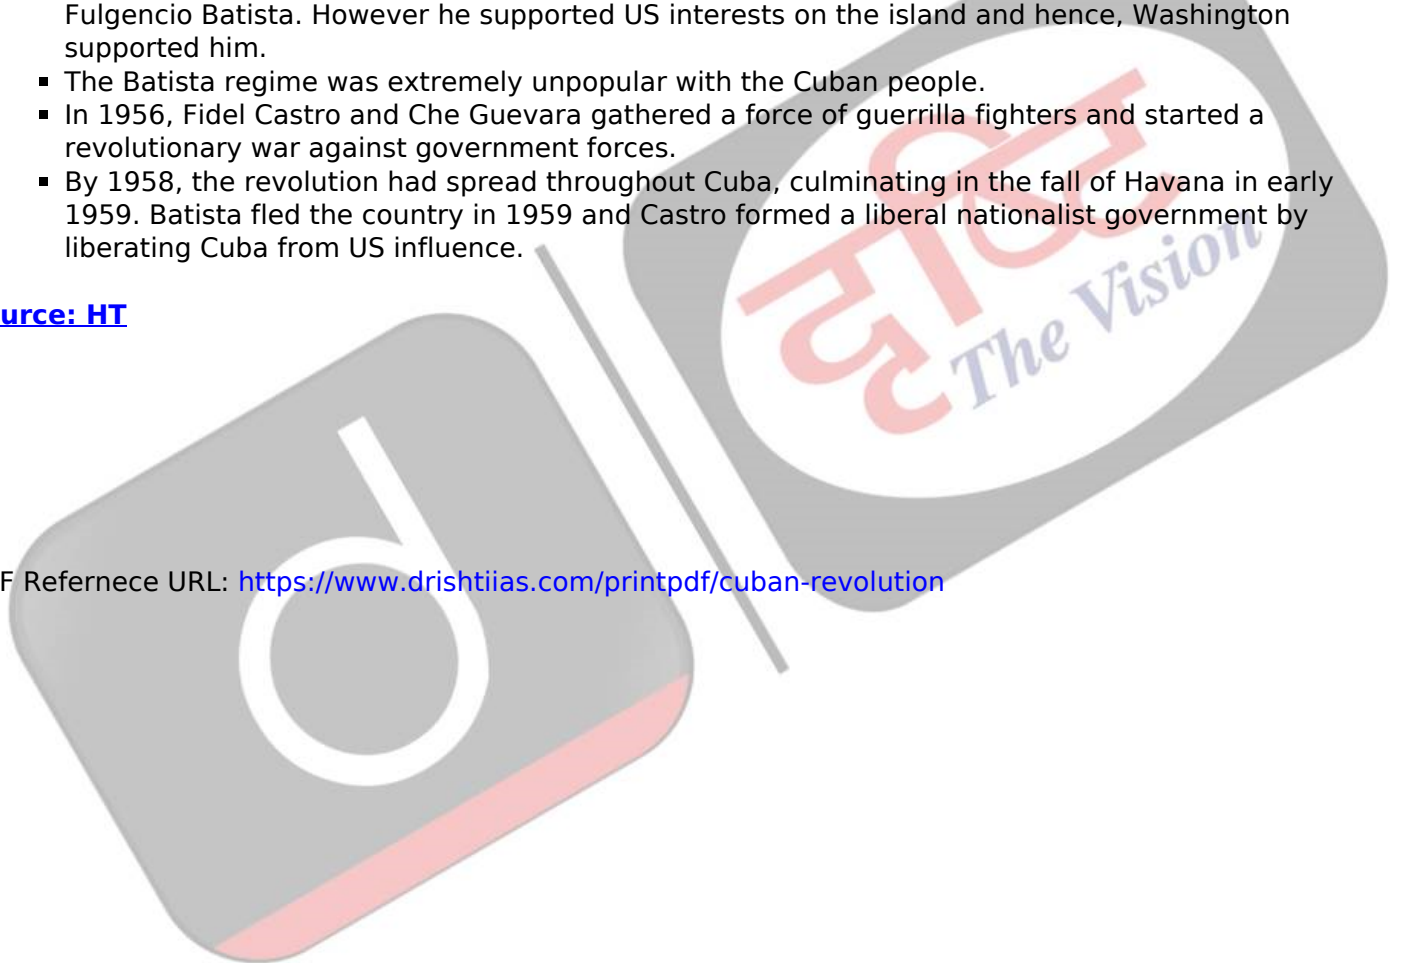 Fulgencio Batista. However he supported US interests on the island and hence, Washington
supported him.
▪ The Batista regime was extremely unpopular with the Cuban people.
▪ In 1956, Fidel Castro and Che Guevara gathered a force of guerrilla fighters and started a
revolutionary war against government forces.
▪ By 1958, the revolution had spread throughout Cuba, culminating in the fall of Havana in early
1959. Batista fled the country in 1959 and Castro formed a liberal nationalist government by
liberating Cuba from US influence.
दृष्टि
The Vision
urce: HT
d
F Refernece URL: https://www.drishtiias.com/printpdf/cuban-revolution